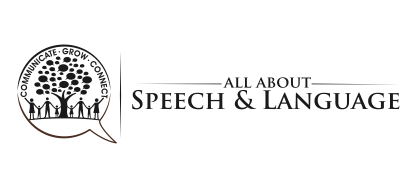 COMMUNICATE · GROW · CONNECT
ALL ABOUT
SPEECH & LANGUAGE